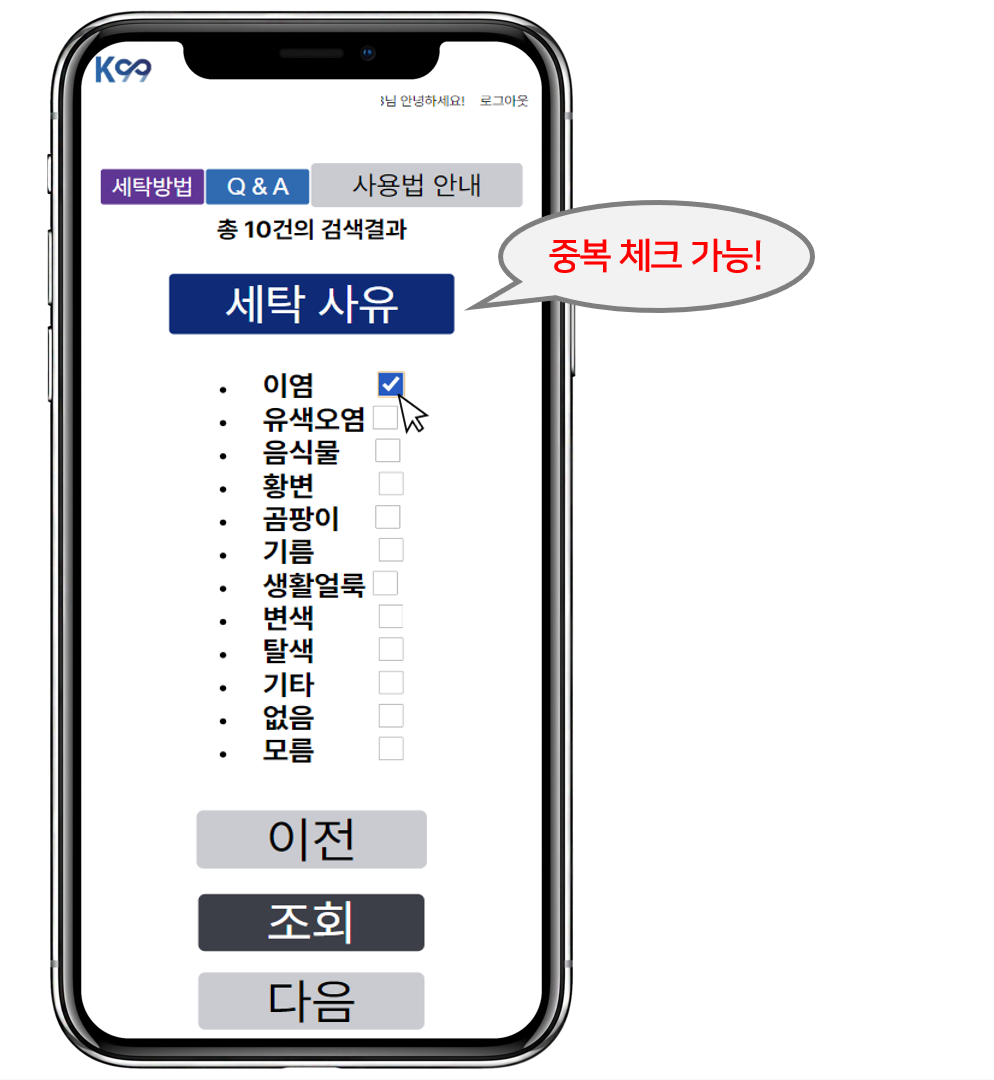 K99
님 안녕하세요! 로그아웃
세탁방법 Q & A 사용법 안내
총 10건의 검색결과
중복 체크 가능!
세탁 사유
• 이염
• 유색오염
• 음식물
• 황변
• 곰팡이
• 기름
• 생활얼룩
• 변색
• 탈색
• 기타
• 없음
• 모름
이전
조회
다음